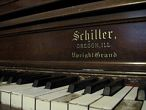 Schiller,
OREGON, ILL.
Upright Grand